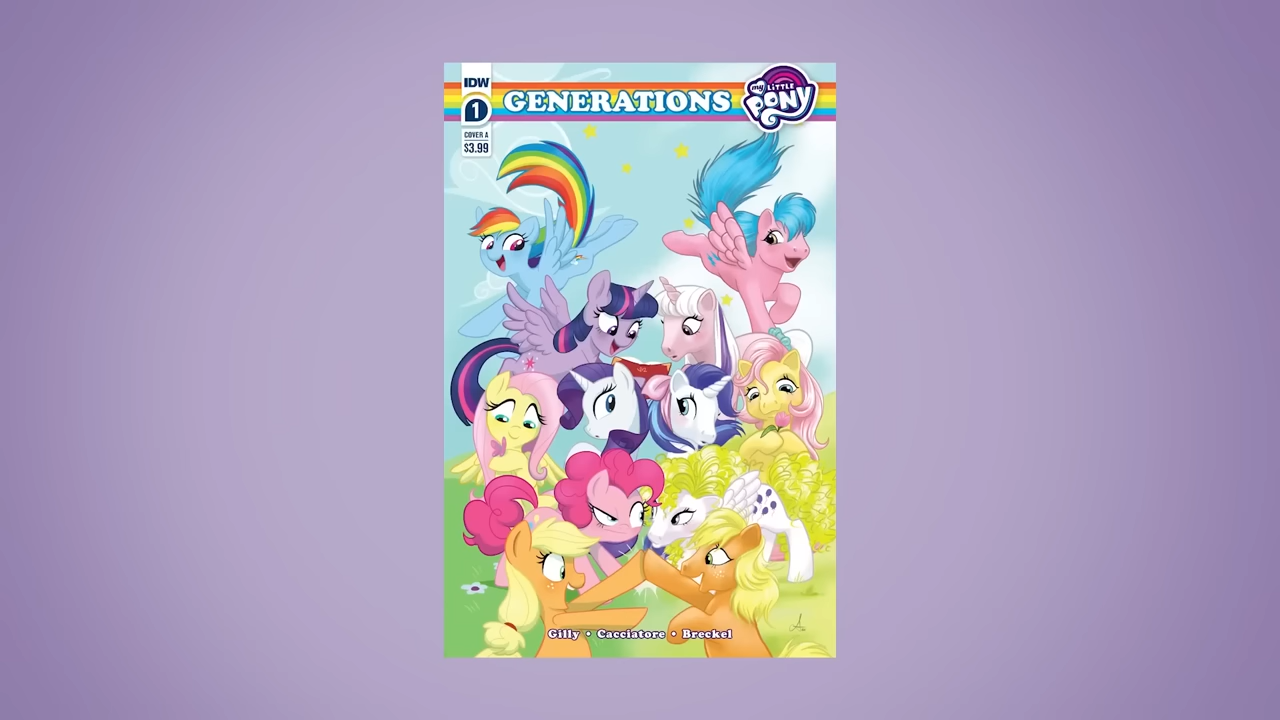 IDW
1
COVER A
$3.99
GENERATIONS
my LITTLE
PONY
Gilly • Cacciatore • Breckel